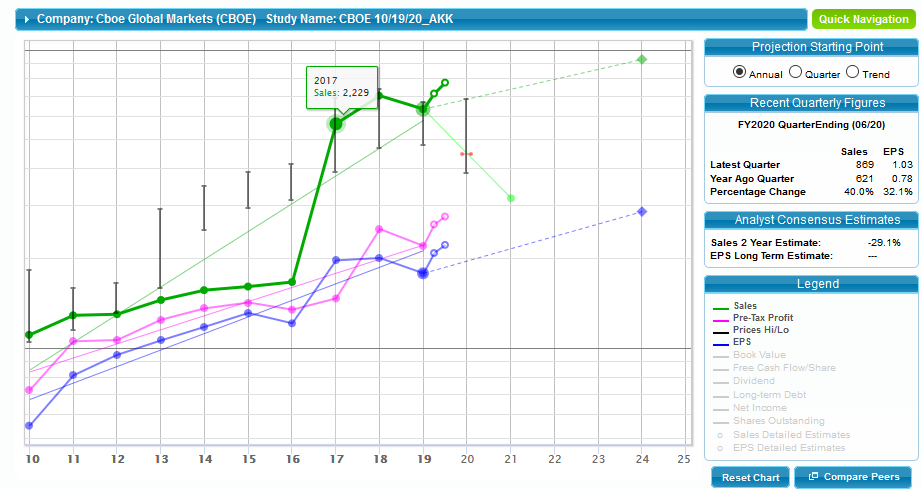 Company: Cboe Global Markets (CBOE) Study Name: CBOE 10/19/20_AKK
Quick Navigation
2017
Sales: 2,229
10 11 12 13 14 15 16 17 18 19 20 21 22 23 24 25
Projection Starting Point
Annual Quarter Trend
Recent Quarterly Figures
FY2020 QuarterEnding (06/20)
Sales EPS
Latest Quarter 869 1.03
Year Ago Quarter 621 0.78
Percentage Change 40.0% 32.1%
Analyst Consensus Estimates
Sales 2 Year Estimate: -29.1%
EPS Long Term Estimate: ---
Legend
Sales
Pre-Tax Profit
Prices Hi/Lo
EPS
Book Value
Free Cash Flow/Share
Dividend
Long-term Debt
Net Income
Shares Outstanding
Sales Detailed Estimates
EPS Detailed Estimates
Reset Chart
Compare Peers